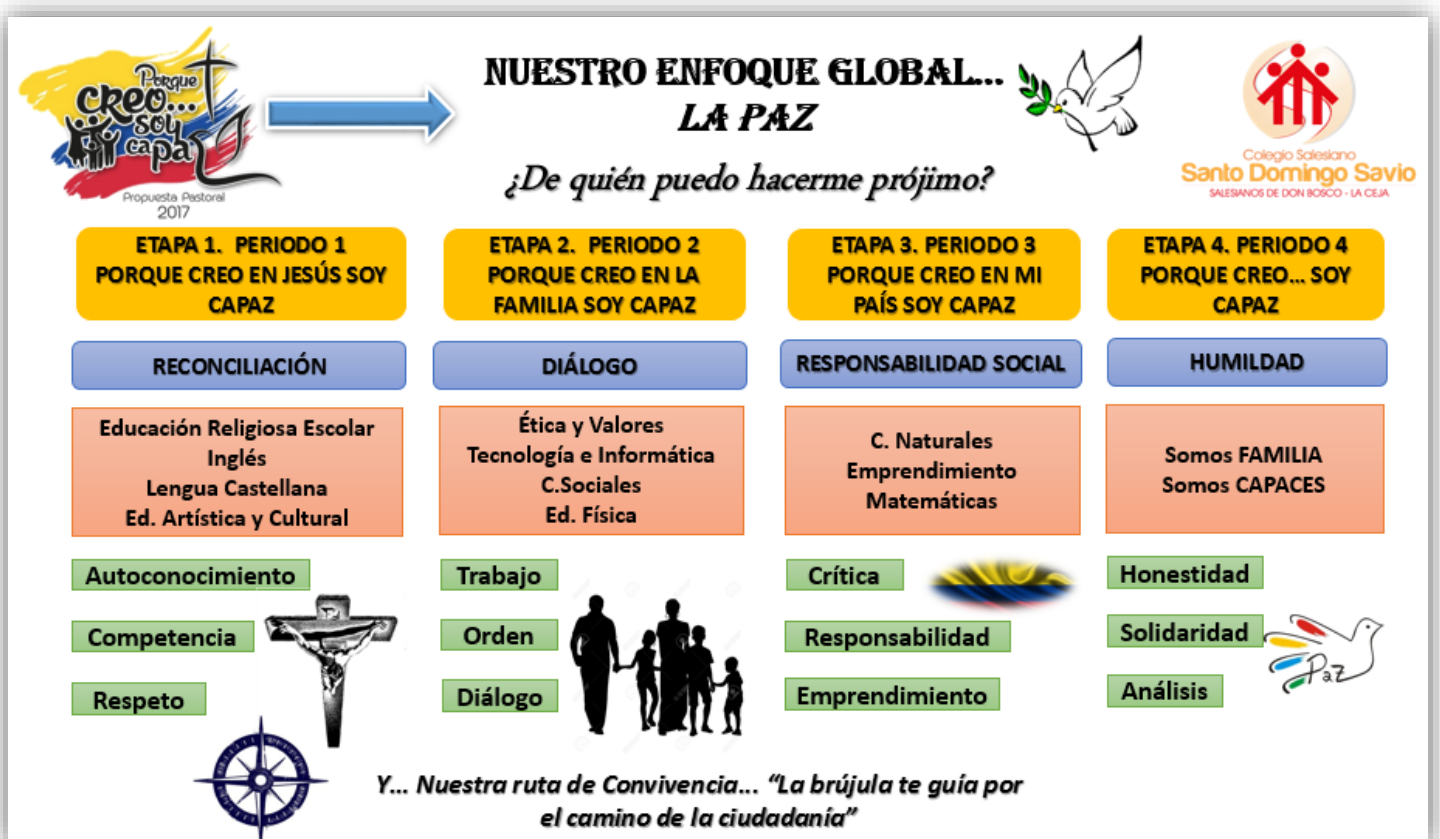 Porque
CREO...
soy
capaz
Propuesta Pastoral
2017
NUESTRO ENFOQUE GLOBAL...
LA PAZ
¿De quién puedo hacerme prójimo?
Colegio Salesiano
Santo Domingo Savio
SALESIANOS DE DON BOSCO - LA CEJA
ETAPA 1. PERIODO 1
PORQUE CREO EN JESÚS SOY
CAPAZ
RECONCILIACIÓN
Educación Religiosa Escolar
Inglés
Lengua Castellana
Ed. Artística y Cultural
Autoconocimiento
Competencia
Respeto
ETAPA 2. PERIODO 2
PORQUE CREO EN LA
FAMILIA SOY CAPAZ
DIÁLOGO
Ética y Valores
Tecnología e Informática
C.Sociales
Ed. Física
Trabajo
Orden
Diálogo
ETAPA 3. PERIODO 3
PORQUE CREO EN MI
PAÍS SOY CAPAZ
RESPONSABILIDAD SOCIAL
C. Naturales
Emprendimiento
Matemáticas
Crítica
Responsabilidad
Emprendimiento
ETAPA 4. PERIODO 4
PORQUE CREO... SOY
CAPAZ
HUMILDAD
Somos FAMILIA
Somos CAPACES
Honestidad
Solidaridad
Análisis
Paz
Y... Nuestra ruta de Convivencia... “La brújula te guía por
el camino de la ciudadanía”